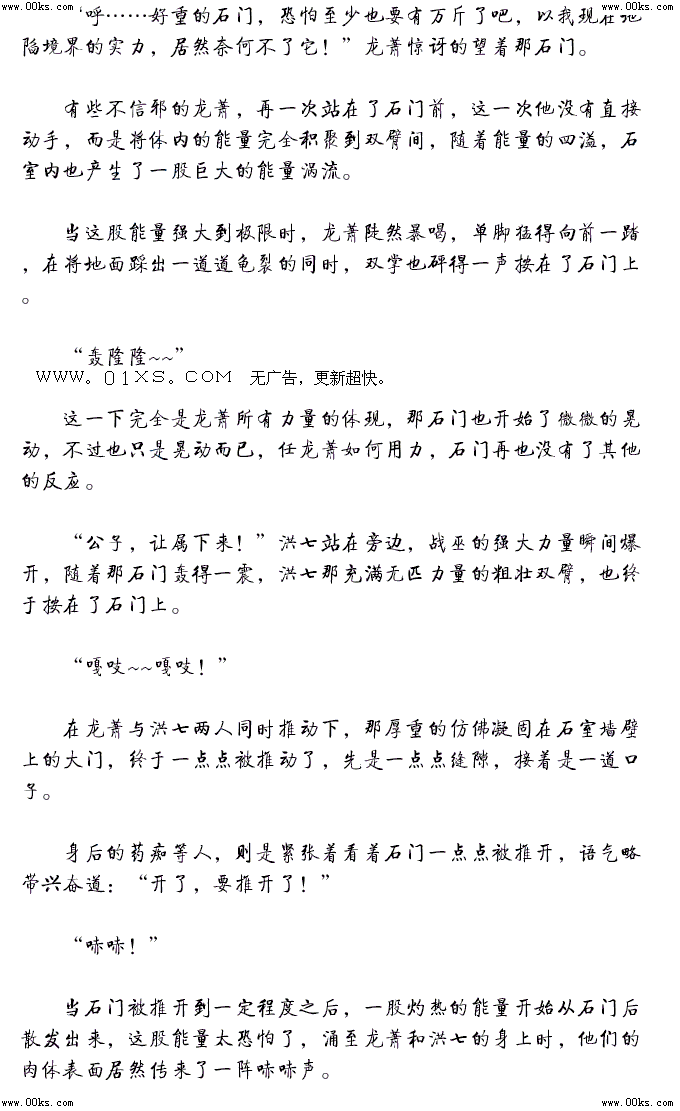 www.00ks.com www.00ks.com
“呼……好重的石门，恐怕至少也要有万斤了吧，以我现在地
陷境界的实力，居然奈何不了它！”龙萧惊讶的望着那石门。
有些不信邪的龙萧，再一次站在了石门前，这一次他没有直接
动手，而是将体内的能量完全积聚到双臂间，随着能量的四溢，石
室内也产生了一股巨大的能量涡流。
当这股能量强大到极限时，龙萧陡然暴喝，单脚猛得向前一踏
，在将地面踩出一道道龟裂的同时，双掌也砰得一声按在了石门上
。
“轰隆隆~~”
WWW。01XS。COM 无广告，更新超快。
这一下完全是龙萧所有力量的体现，那石门也开始了微微的晃
动，不过也只是晃动而已，任龙萧如何用力，石门再也没有了其他
的反应。
“公子，让属下来！”洪七站在旁边，战巫的强大力量瞬间爆
开，随着那石门轰得一震，洪七那充满无匹力量的粗壮双臂，也终
于按在了石门上。
“嘎吱~~嘎吱！”
在龙萧与洪七两人同时推动下，那厚重的仿佛凝固在石室墙壁
上的大门，终于一点点被推动了，先是一点点缝隙，接着是一道口
子。
身后的药痴等人，则是紧张着看着石门一点点被推开，语气略
带兴奋道：“开了，要推开了！”
“哧哧！”
当石门被推开到一定程度之后，一股灼热的能量开始从石门后
散发出来，这股能量太恐怕了，涌至龙萧和洪七的身上时，他们的
肉体表面居然传来了一阵哧哧声。
www.00ks.com www.00ks.com